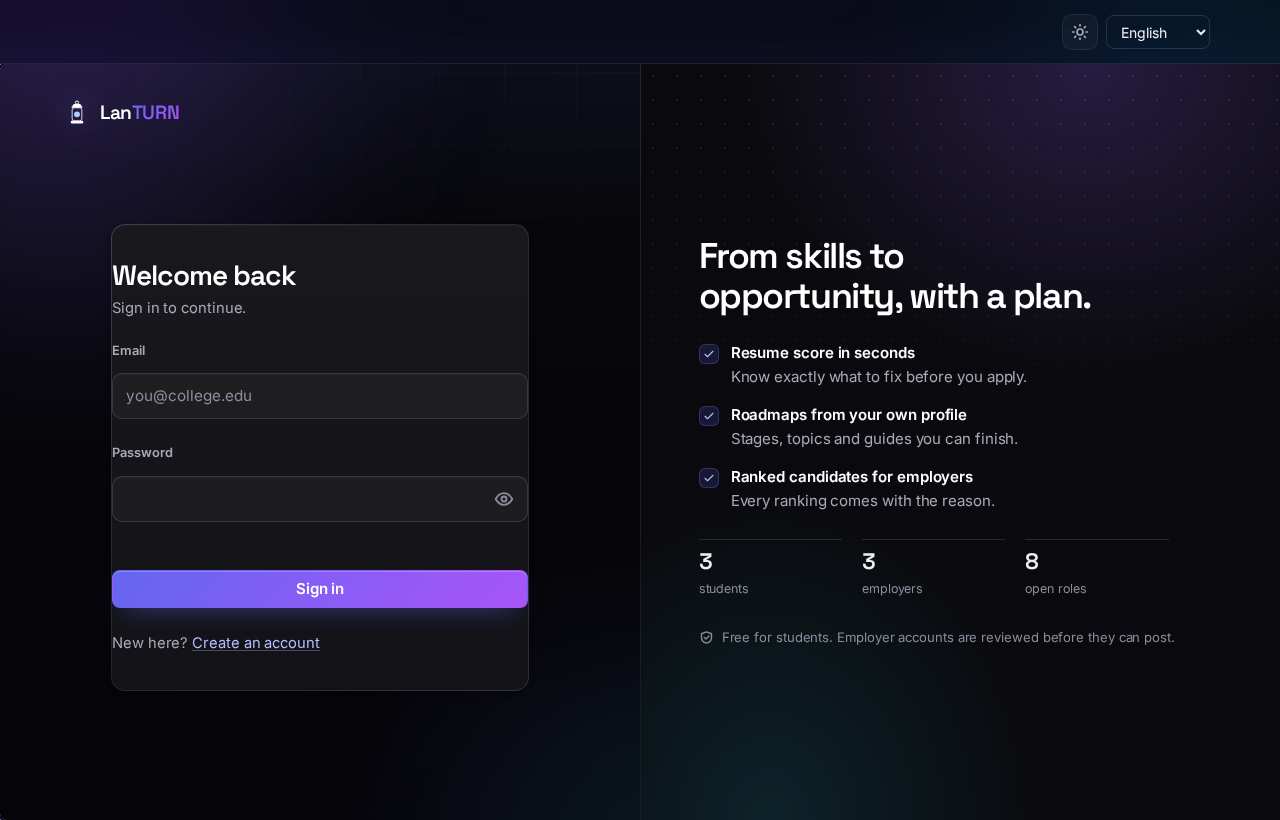 English
LanTURN
Welcome back
Sign in to continue.
Email
you@college.edu
Password
Sign in
New here? Create an account
From skills to
opportunity, with a plan.
Resume score in seconds
Know exactly what to fix before you apply.
Roadmaps from your own profile
Stages, topics and guides you can finish.
Ranked candidates for employers
Every ranking comes with the reason.
3
students
3
employers
8
open roles
Free for students. Employer accounts are reviewed before they can post.